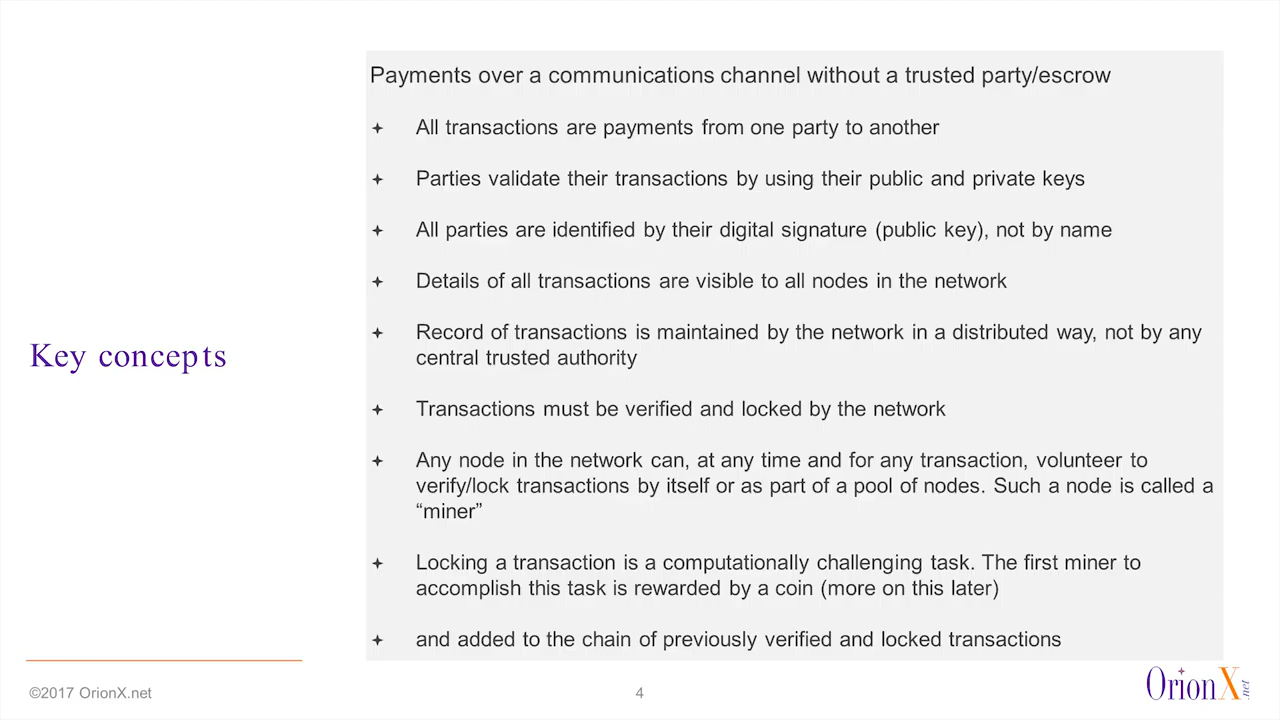 Payments over a communications channel without a trusted party/escrow
All transactions are payments from one party to another
Parties validate their transactions by using their public and private keys
All parties are identified by their digital signature (public key), not by name
Details of all transactions are visible to all nodes in the network
Record of transactions is maintained by the network in a distributed way, not by any
central trusted authority
Key concepts
Transactions must be verified and locked by the network
Any node in the network can, at any time and for any transaction, volunteer to
verify/lock transactions by itself or as part of a pool of nodes. Such a node is called a
“miner”
Locking a transaction is a computationally challenging task. The first miner to
accomplish this task is rewarded by a coin (more on this later)
and added to the chain of previously verified and locked transactions
©2017 OrionX.net
4
OrionX.net